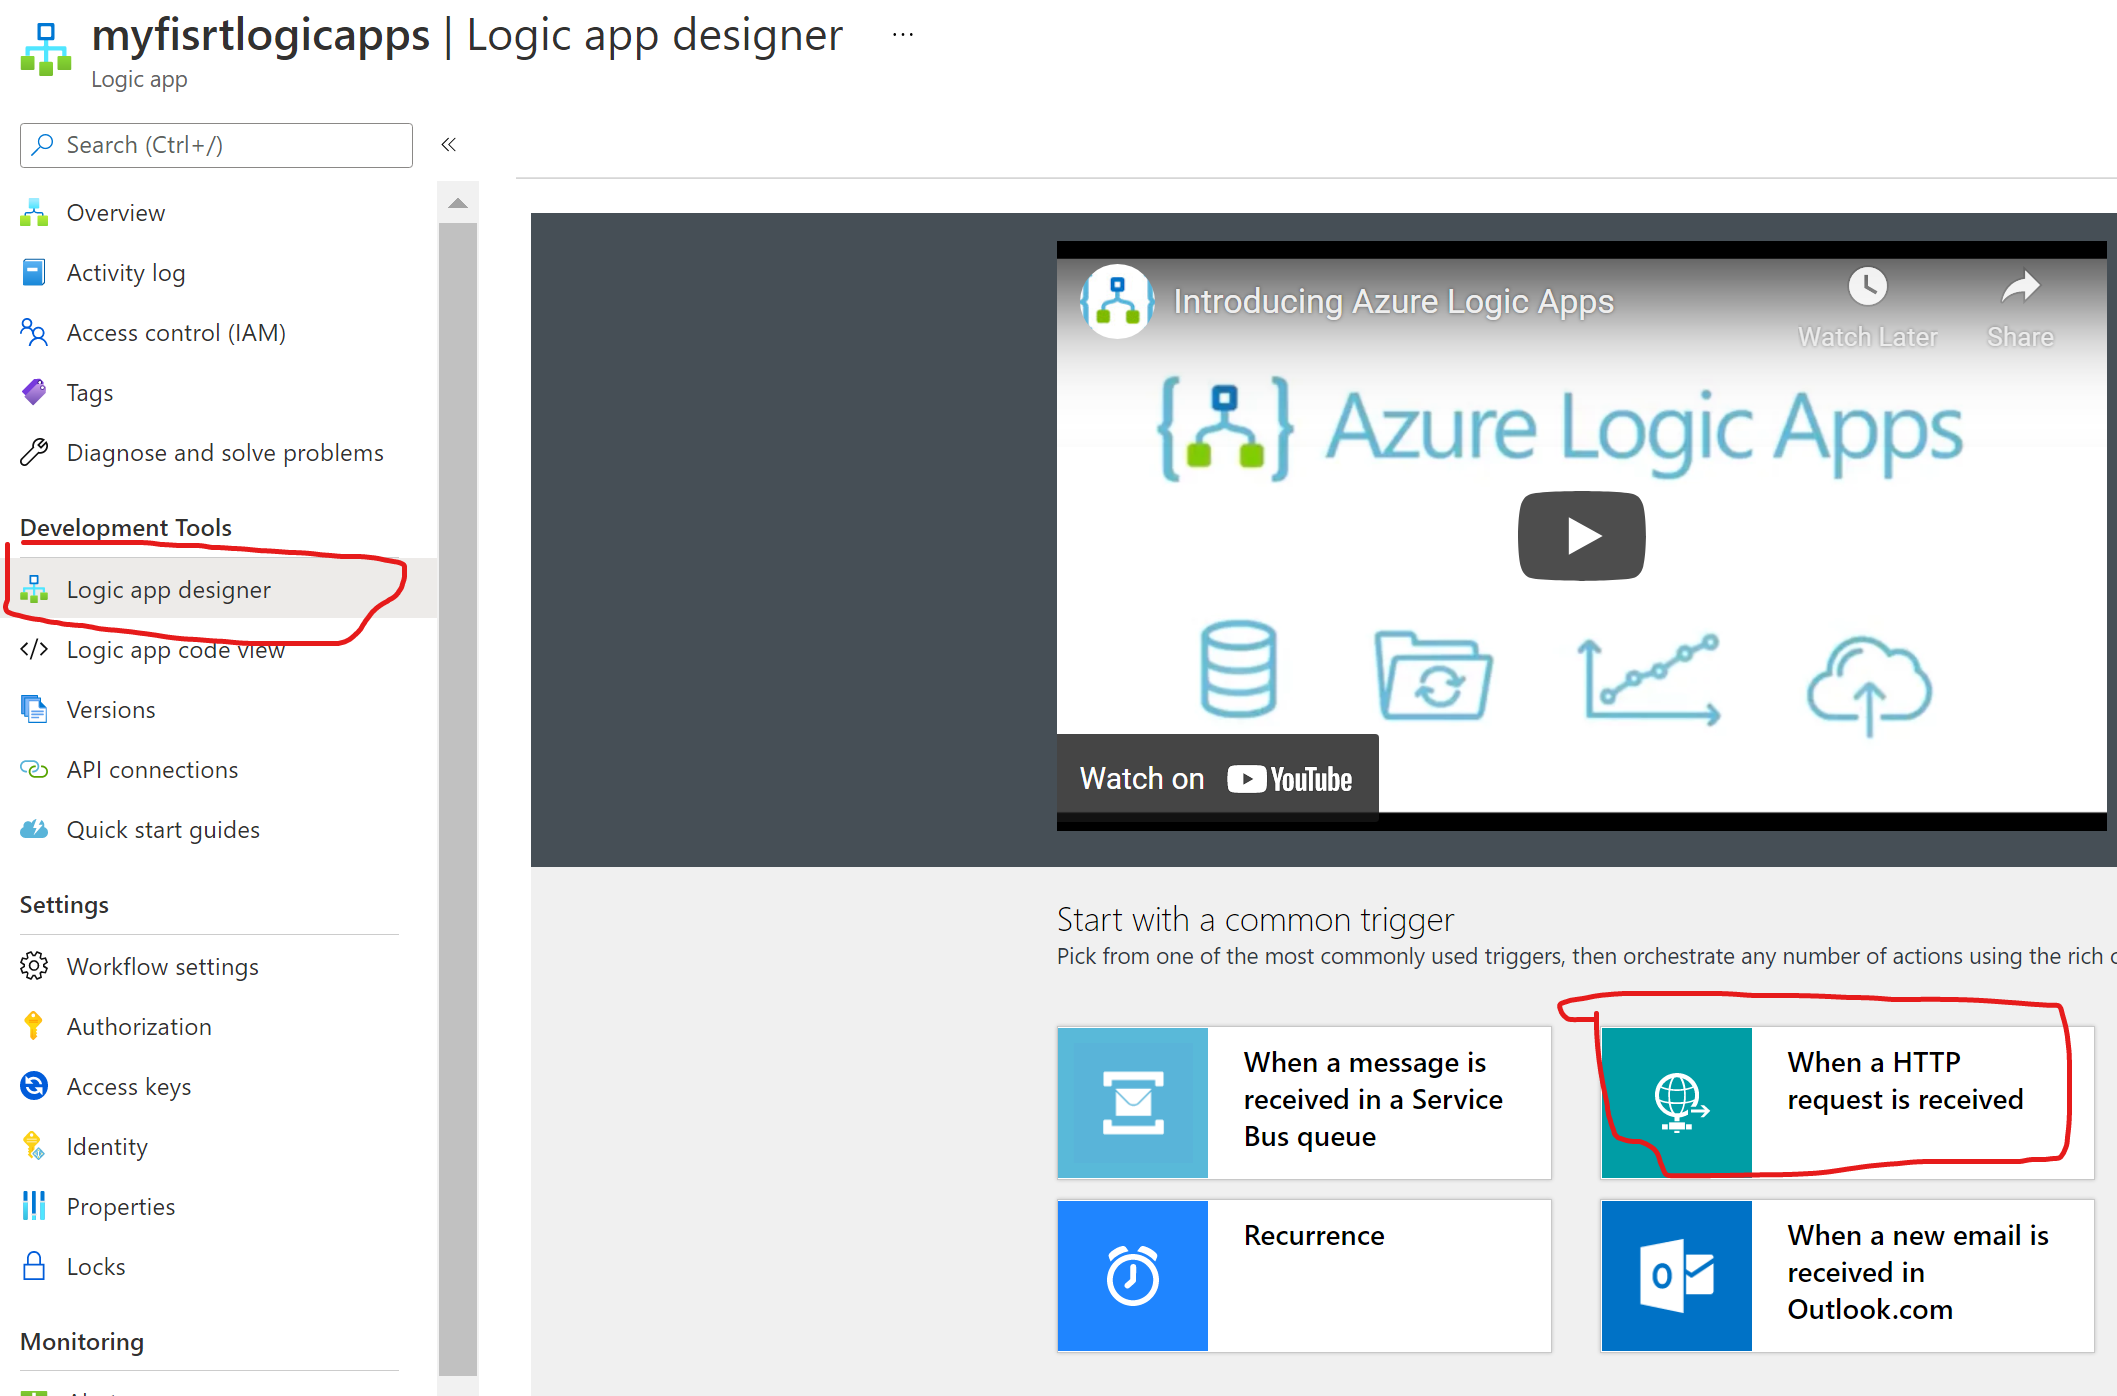 myfisrtlogicapps | Logic app designer ...
Logic app
Search (Ctrl+/)
«
Overview
Activity log
Access control (IAM)
Tags
Diagnose and solve problems
Development Tools
Logic app designer
Logic app code view
Versions
API connections
Quick start guides
Settings
Workflow settings
Authorization
Access keys
Identity
Properties
Locks
Monitoring
Introducing Azure Logic Apps
Watch Later
Share
Azure Logic Apps
Watch on YouTube
Start with a common trigger
Pick from one of the most commonly used triggers, then orchestrate any number of actions using the rich
When a message is
received in a Service
Bus queue
When a HTTP
request is received
Recurrence
When a new email is
received in
Outlook.com